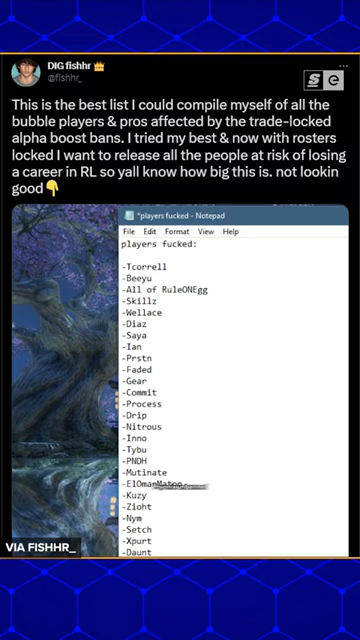 DIG fishhr
@fishhr_
S e
This is the best list I could compile myself of all the
bubble players & pros affected by the trade-locked
alpha boost bans. I tried my best & now with rosters
locked I want to release all the people at risk of losing
a career in RL so yall know how big this is. not lookin
good
*players fucked - Notepad
File Edit Format View Help
players fucked:
-Tcorrell
-Beeyu
-All of RuleONEgg
-Skillz
-Wellace
-Diaz
-Saya
-Ian
-Prstn
-Faded
-Gear
-Commit
-Process
-Drip
-Nitrous
-Inno
-Tybu
-PNDH
-Mutinate
-ElOmarMaton
-Kuzy
-Zioht
-Nym
-Setch
-Xpurt
-Daunt
VIA FISHHR_